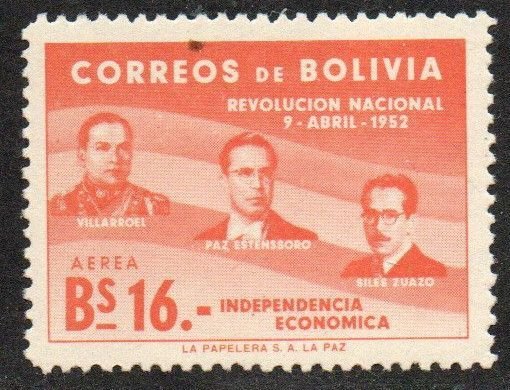 CORREOS DE BOLIVIA
REVOLUCION NACIONAL
9 - ABRIL - 1952
VILLARROEL
PAZ ESTENSSORO
SILES ZUAZO
AEREA
BS 16.-
INDEPENDENCIA
ECONOMICA
LA PAPELERA S. A. LA PAZ